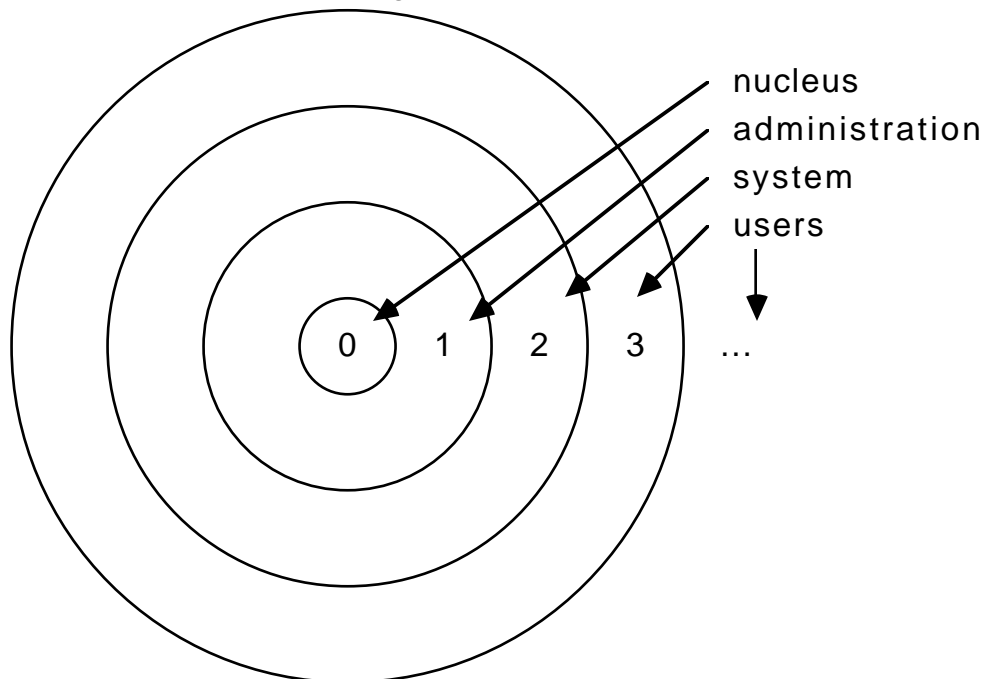 nucleus
administration
system
users
0 1 2 3 ...